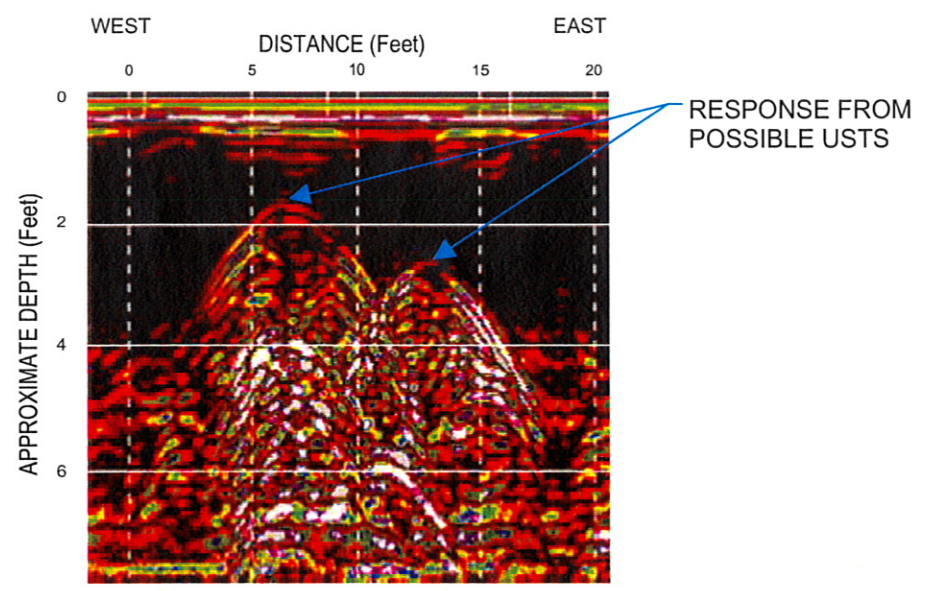 WEST
EAST
DISTANCE (Feet)
0 5 10 15 20
0
RESPONSE FROM
POSSIBLE USTS
2
APPROXIMATE DEPTH (Feet)
4
6